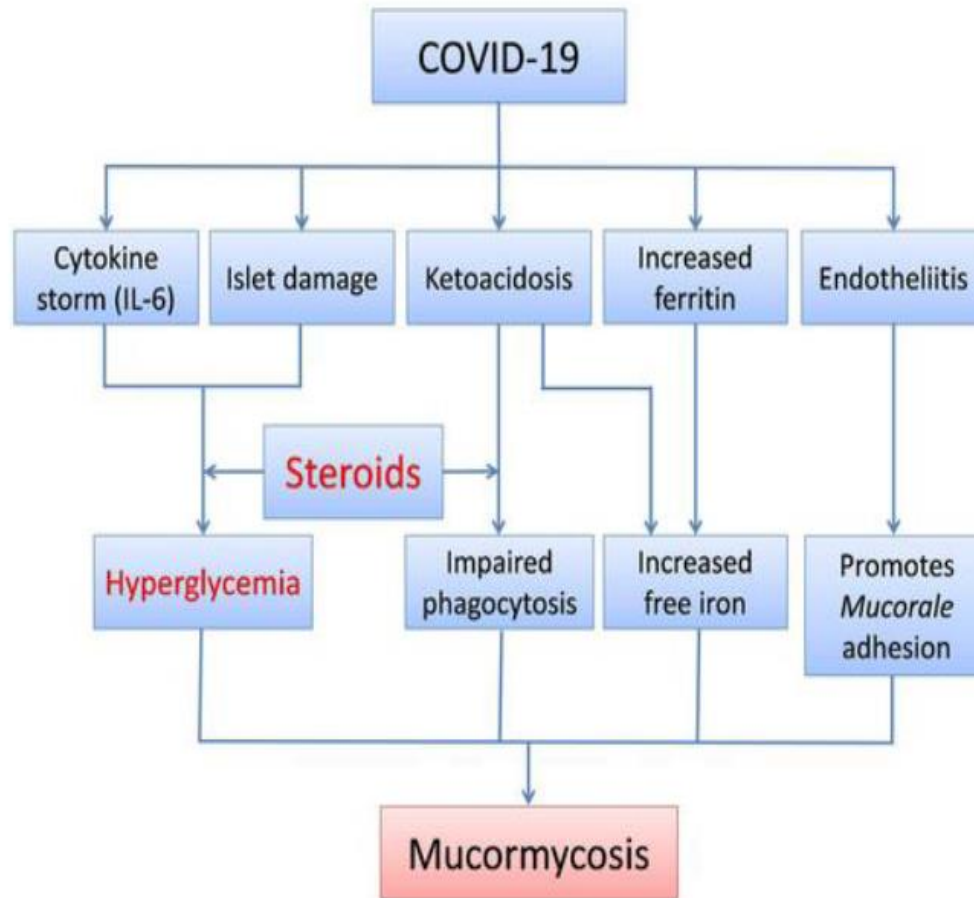 COVID-19
Cytokine
storm (IL-6)
Islet damage
Ketoacidosis
Increased
ferritin
Endotheliitis
Steroids
Hyperglycemia
Impaired
phagocytosis
Increased
free iron
Promotes
Mucorale
adhesion
Mucormycosis